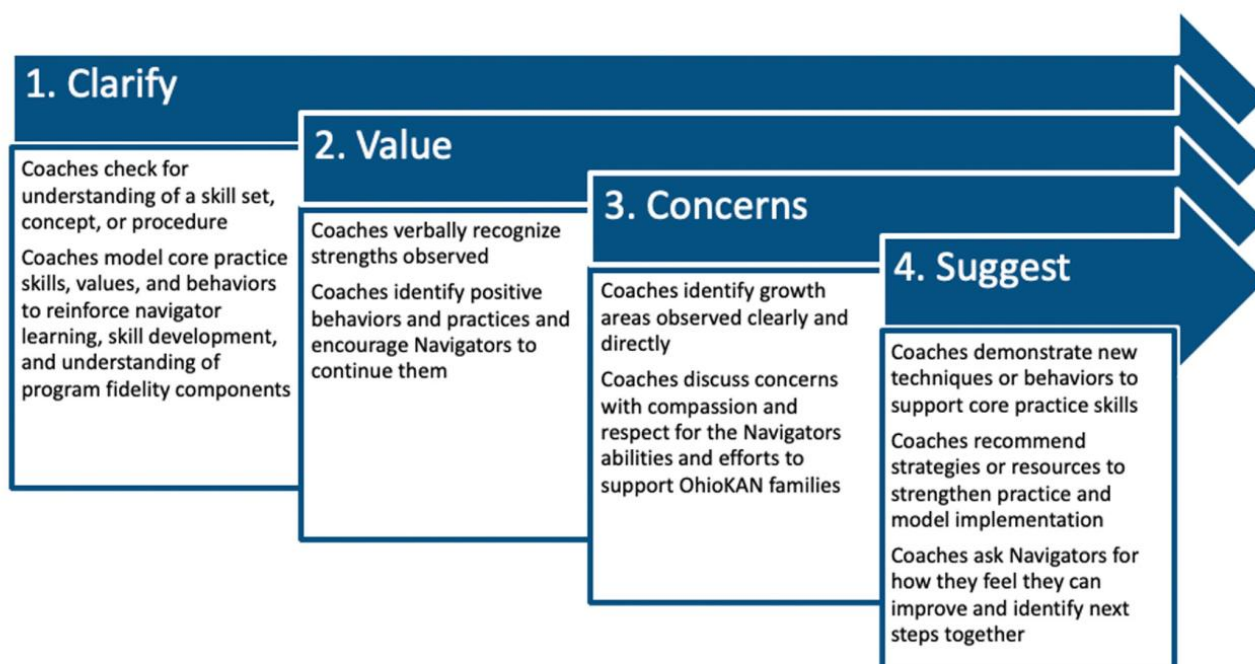 1. Clarify
Coaches check for
understanding of a skill set,
concept, or procedure
Coaches model core practice
skills, values, and behaviors
to reinforce navigator
learning, skill development,
and understanding of
program fidelity components
2. Value
Coaches verbally recognize
strengths observed
Coaches identify positive
behaviors and practices and
encourage Navigators to
continue them
3. Concerns
Coaches identify growth
areas observed clearly and
directly
Coaches discuss concerns
with compassion and
respect for the Navigators
abilities and efforts to
support OhioKAN families
4. Suggest
Coaches demonstrate new
techniques or behaviors to
support core practice skills
Coaches recommend
strategies or resources to
strengthen practice and
model implementation
Coaches ask Navigators for
how they feel they can
improve and identify next
steps together